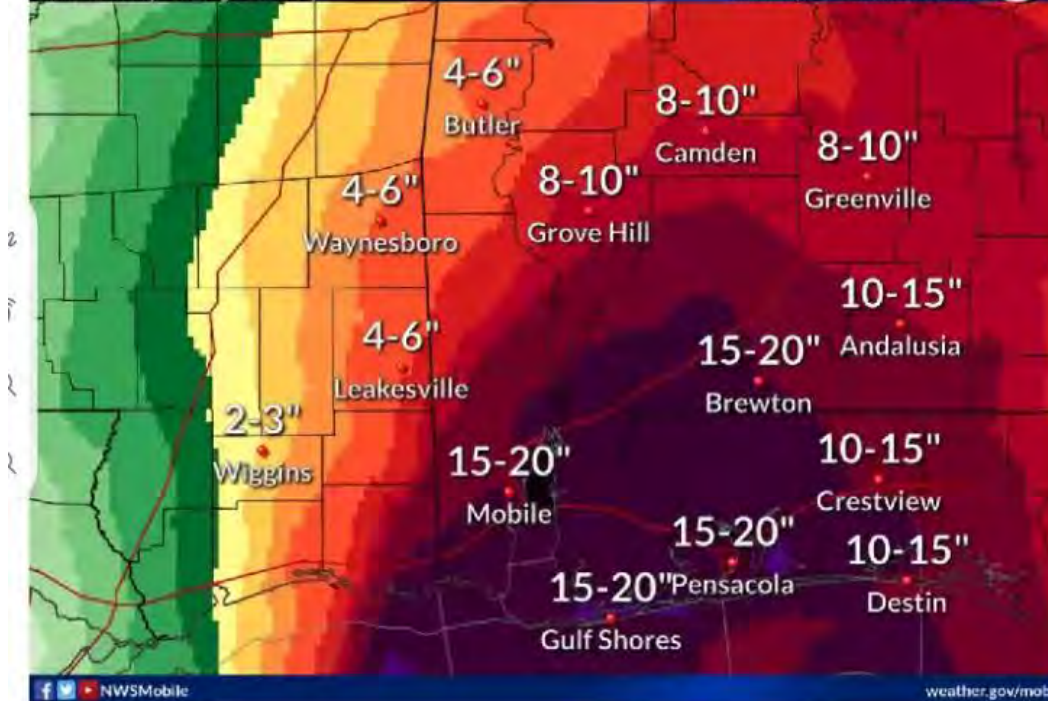 4-6"
Butler
8-10"
Camden
8-10"
Greenville
4-6"
Waynesboro
8-10"
Grove Hill
10-15"
Andalusia
4-6"
Leakesville
15-20"
Brewton
2-3"
Wiggins
15-20"
Mobile
10-15"
Crestview
15-20"
Pensacola
10-15"
Destin
15-20"
Gulf Shores
NWSMobile
weather.gov/mob